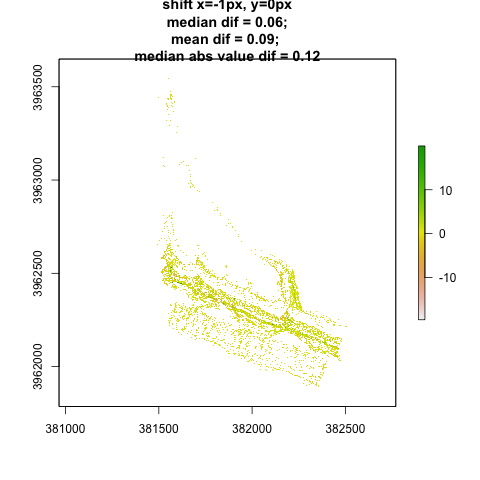 shift x=-1px, y=0px
median dif = 0.06;
mean dif = 0.09;
median abs value dif = 0.12
3963500
3963000
3962500
3962000
10
0
-10
381000
381500
382000
382500